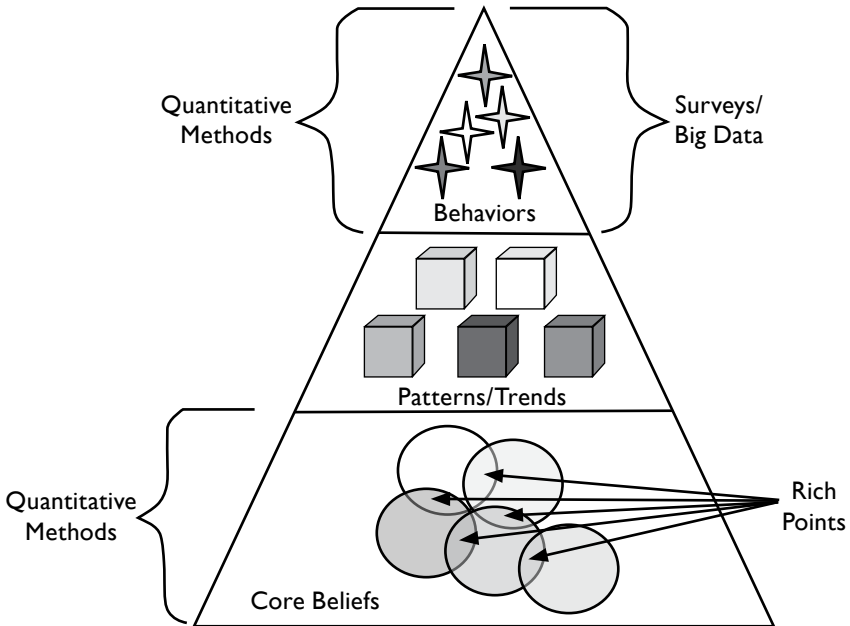 Quantitative
Methods
Surveys/
Big Data
Behaviors
Patterns/Trends
Quantitative
Methods
Rich
Points
Core Beliefs